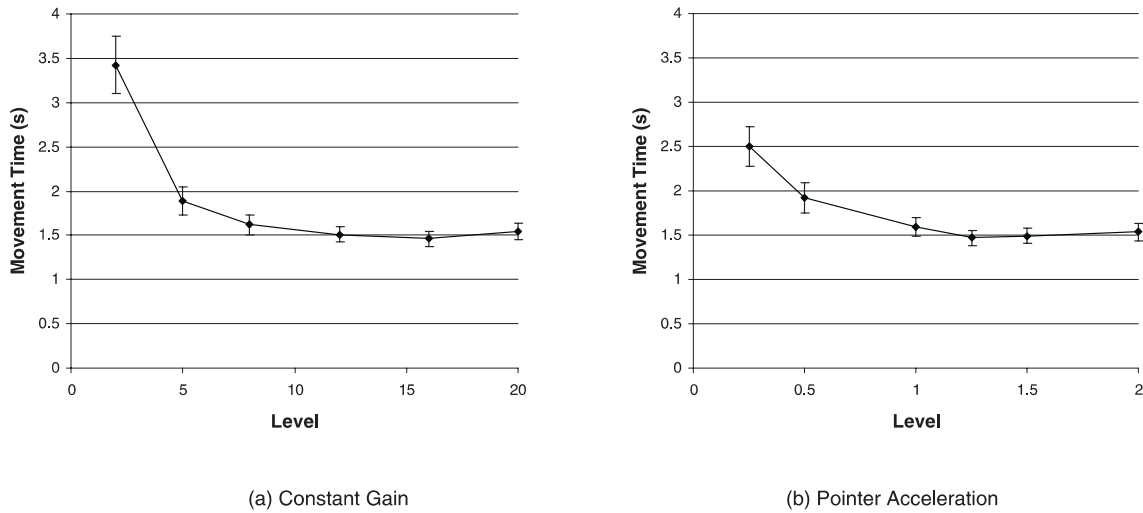 4
3.5
3
2.5
2
1.5
1
0.5
0
0 5 10 15 20
Movement Time (s)
Level
(a) Constant Gain
4
3.5
3
2.5
2
1.5
1
0.5
0
0 0.5 1 1.5 2
Movement Time (s)
Level
(b) Pointer Acceleration